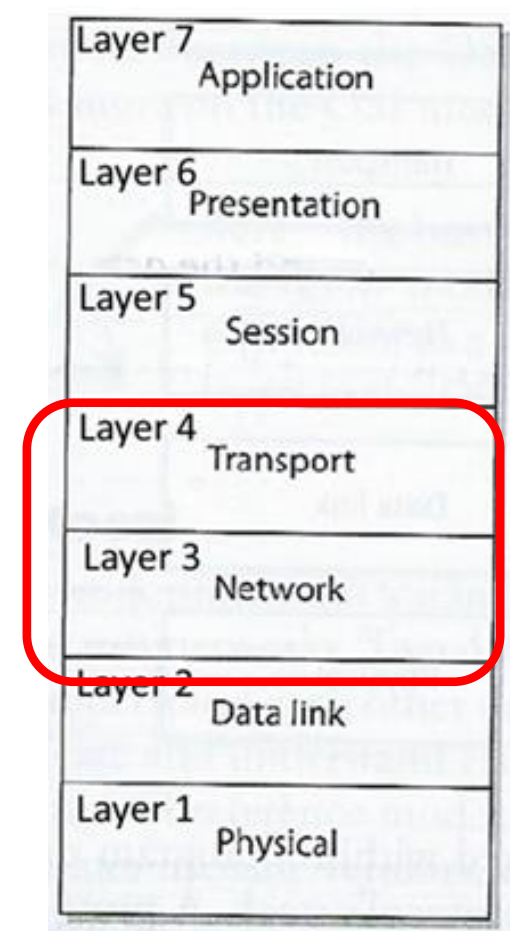 Layer 7
Application
Layer 6
Presentation
Layer 5
Session
Layer 4
Transport
Layer 3
Network
Layer 2
Data link
Layer 1
Physical